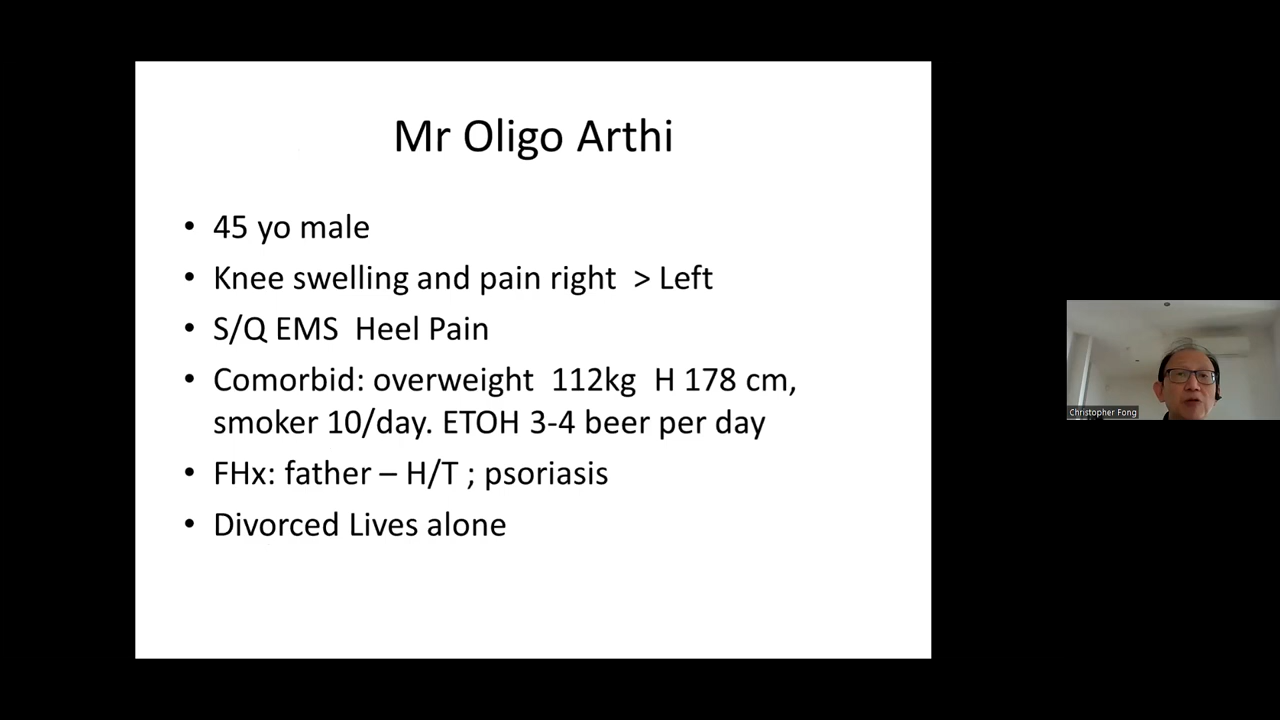 Mr Oligo Arthi
• 45 yo male
• Knee swelling and pain right > Left
• S/Q EMS Heel Pain
• Comorbid: overweight 112kg H 178 cm,
smoker 10/day. ETOH 3-4 beer per day
• FHx: father – H/T ; psoriasis
• Divorced Lives alone
Christopher Fong